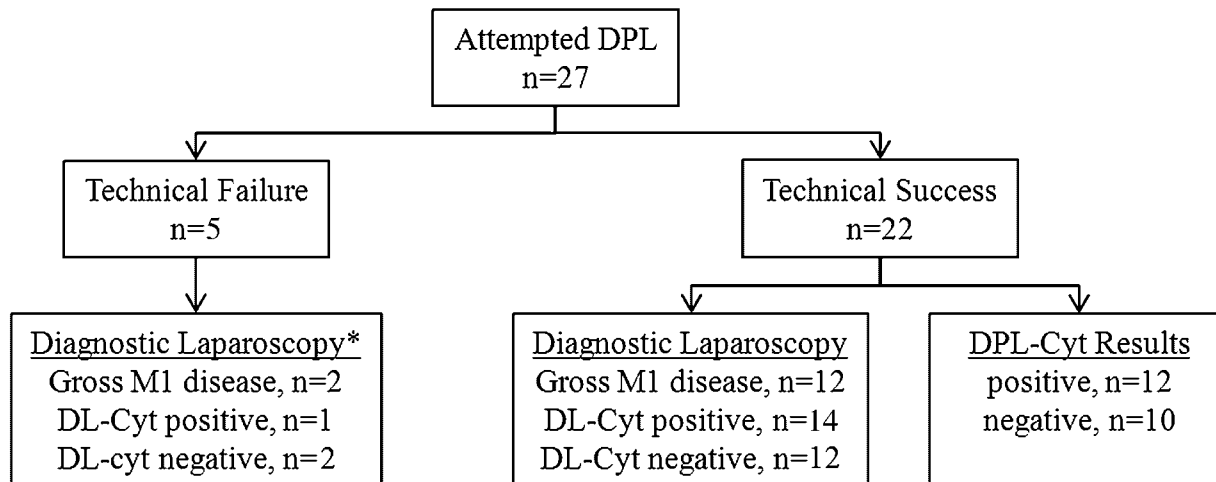 Attempted DPL
n=27
Technical Failure
n=5
Technical Success
n=22
Diagnostic Laparoscopy*
Gross M1 disease, n=2
DL-Cyt positive, n=1
DL-cyt negative, n=2
Diagnostic Laparoscopy
Gross M1 disease, n=12
DL-Cyt positive, n=14
DL-Cyt negative, n=12
DPL-Cyt Results
positive, n=12
negative, n=10